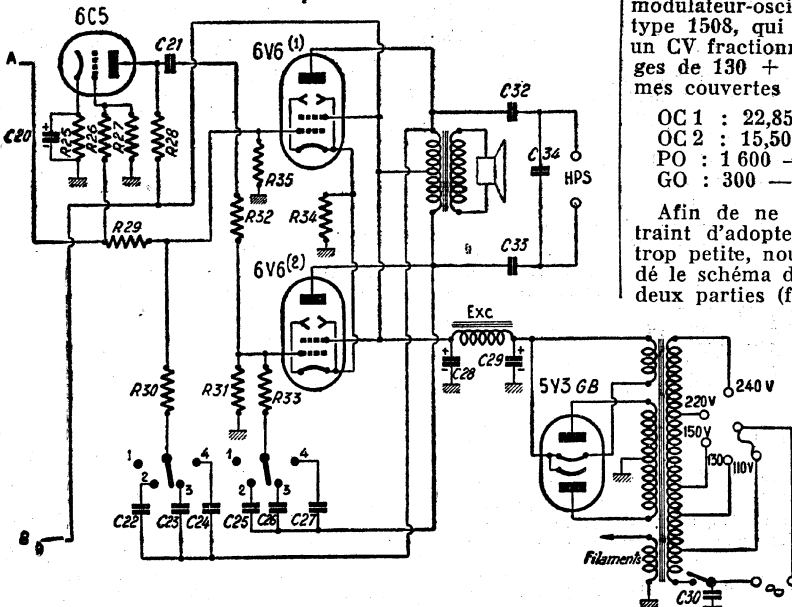 modulateur-osci
type 1508, qui
un CV fractionn
ges de 130 +
mes couvertes
OC 1 : 22,85
OC 2 : 15,50
PO : 1 600 —
GO : 300 —
Afin de ne
traint d'adopte
trop petite, nou
dé le schéma d
deux parties (f
6C5
A
C21
6V6 (1)
C20
R25
R26
R27
R28
R35
C32
C34
HPS
R29
R32
R34
C33
6V6 (2)
Exc
C28
C29
5Y3 GB
R30
R31
R33
240 V
220V
150V
130
110V
1
2
3
4
1
2
3
4
C22
C23
C24
C25
C26
C27
B
Filaments
C30